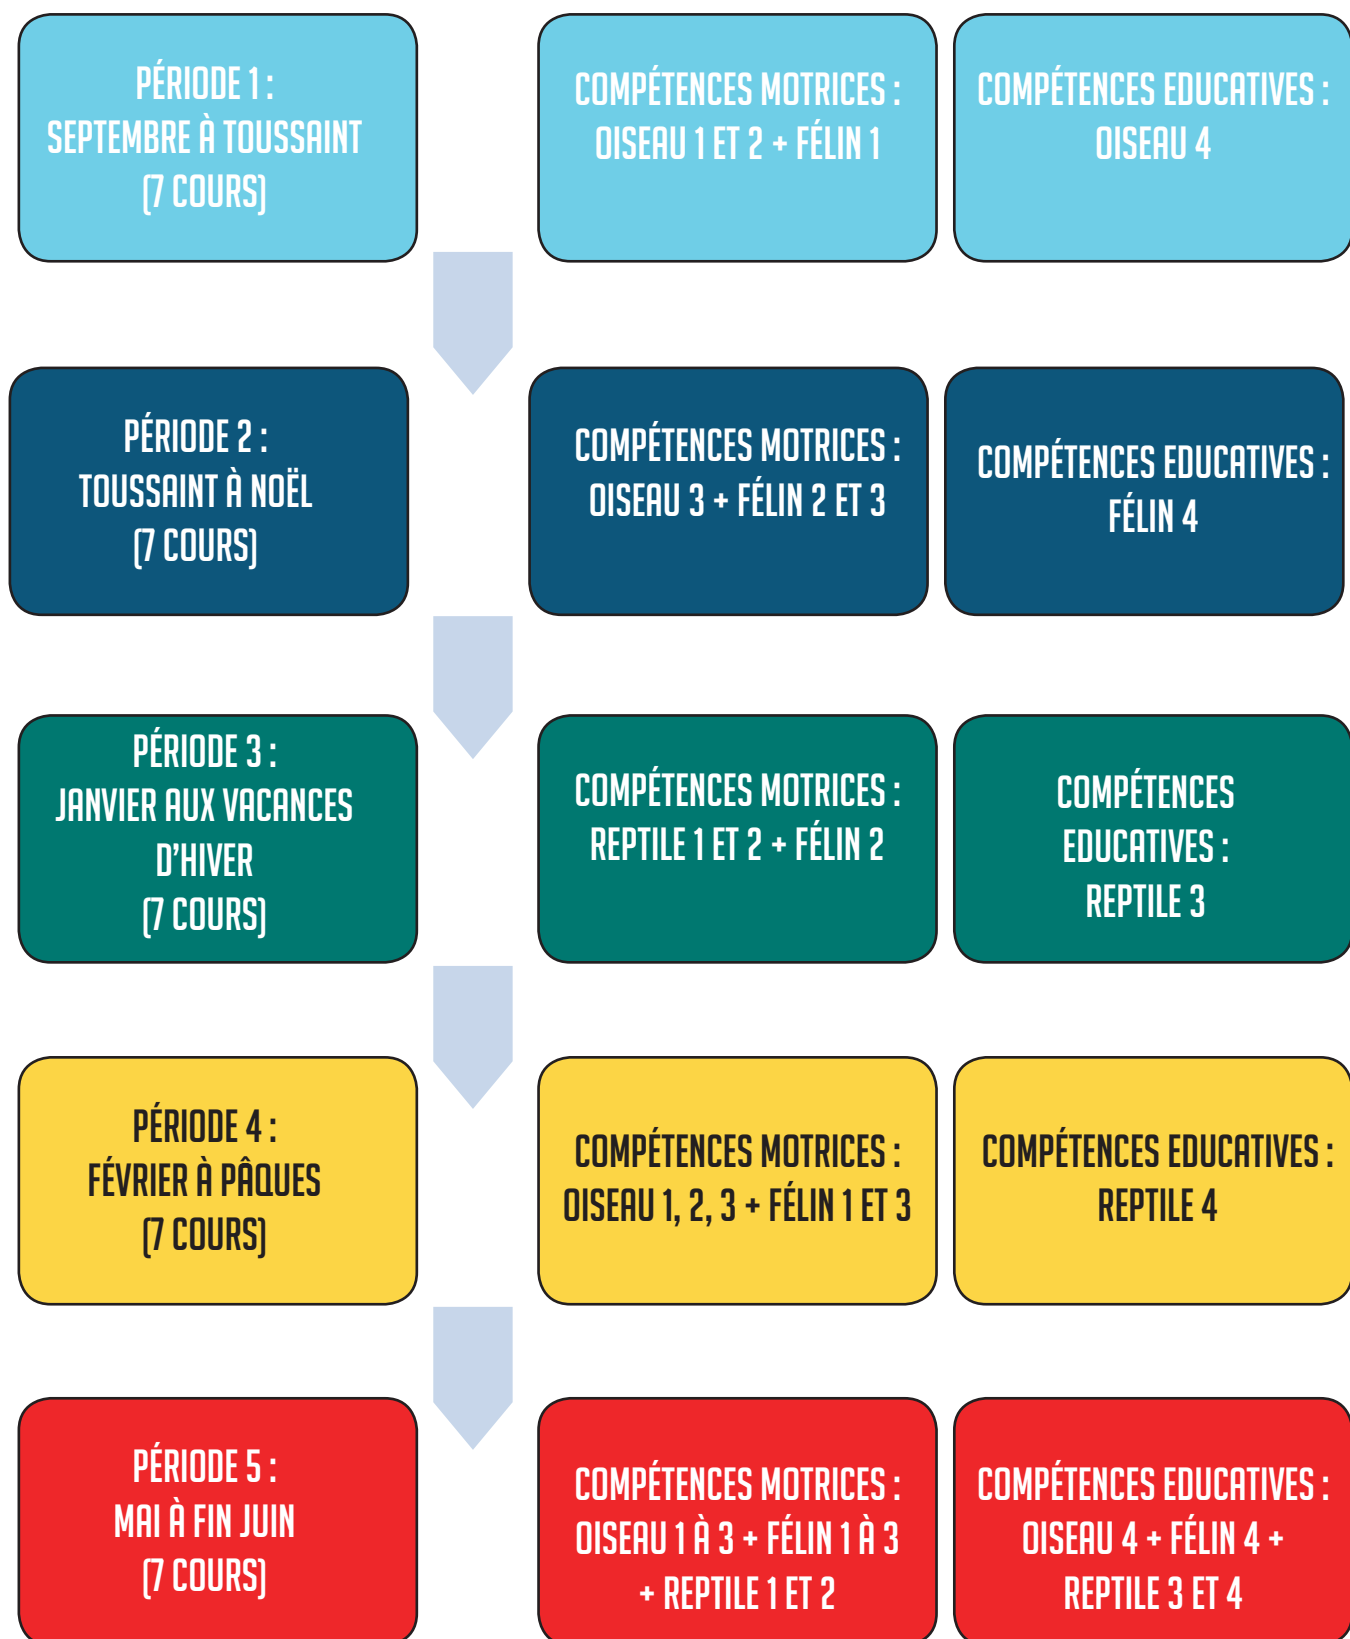 PÉRIODE 1 :
SEPTEMBRE À TOUSSAINT
(7 COURS)
COMPÉTENCES MOTRICES :
OISEAU 1 ET 2 + FÉLIN 1
COMPÉTENCES EDUCATIVES :
OISEAU 4
PÉRIODE 2 :
TOUSSAINT À NOËL
(7 COURS)
COMPÉTENCES MOTRICES :
OISEAU 3 + FÉLIN 2 ET 3
COMPÉTENCES EDUCATIVES :
FÉLIN 4
PÉRIODE 3 :
JANVIER AUX VACANCES
D'HIVER
(7 COURS)
COMPÉTENCES MOTRICES :
REPTILE 1 ET 2 + FÉLIN 2
COMPÉTENCES
EDUCATIVES :
REPTILE 3
PÉRIODE 4 :
FÉVRIER À PÂQUES
(7 COURS)
COMPÉTENCES MOTRICES :
OISEAU 1, 2, 3 + FÉLIN 1 ET 3
COMPÉTENCES EDUCATIVES :
REPTILE 4
PÉRIODE 5 :
MAI À FIN JUIN
(7 COURS)
COMPÉTENCES MOTRICES :
OISEAU 1 À 3 + FÉLIN 1 À 3
+ REPTILE 1 ET 2
COMPÉTENCES EDUCATIVES :
OISEAU 4 + FÉLIN 4 +
REPTILE 3 ET 4